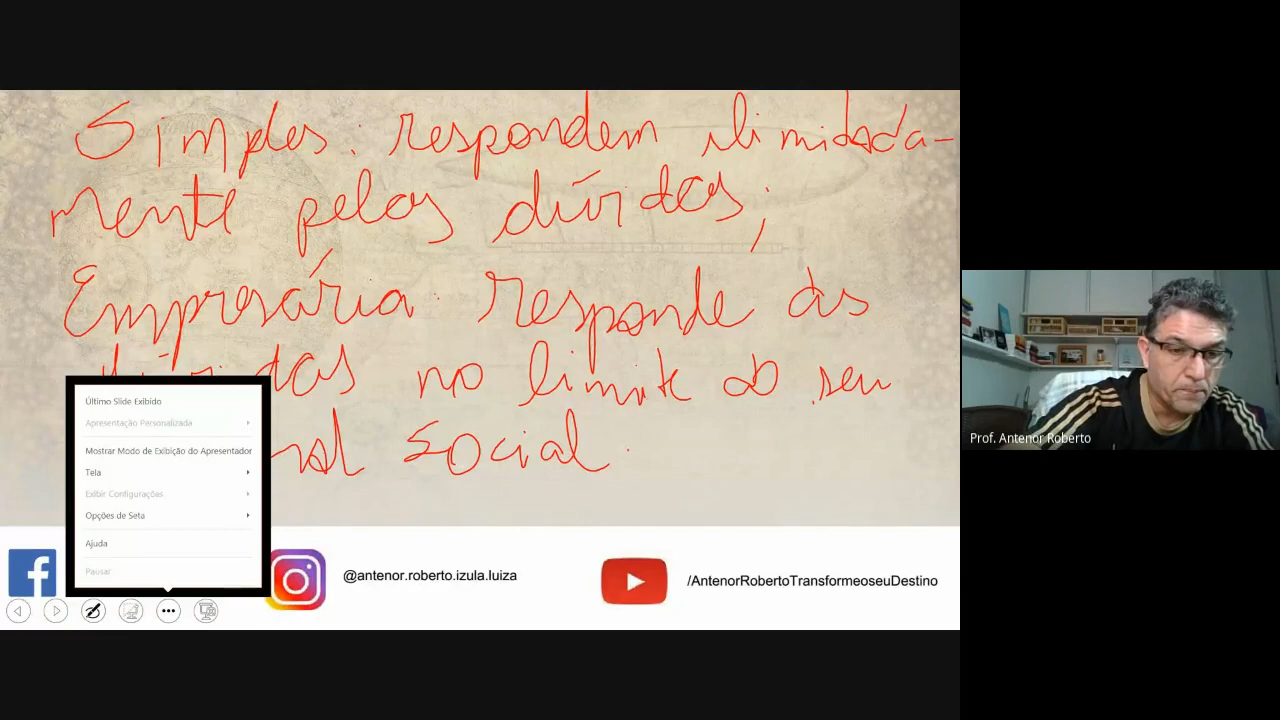 Simples: respondem ilimitada-
mente pelas dívidas;
Empresária: responde às
no limite do seu
social.
Último Slide Exibido
Apresentação Personalizada
Mostrar Modo de Exibição do Apresentador
Tela
Exibir Configurações
Opções de Seta
Ajuda
Pausar
@antenor.roberto.izula.luiza
/AntenorRobertoTransformeoseuDestino
Prof. Antenor Roberto